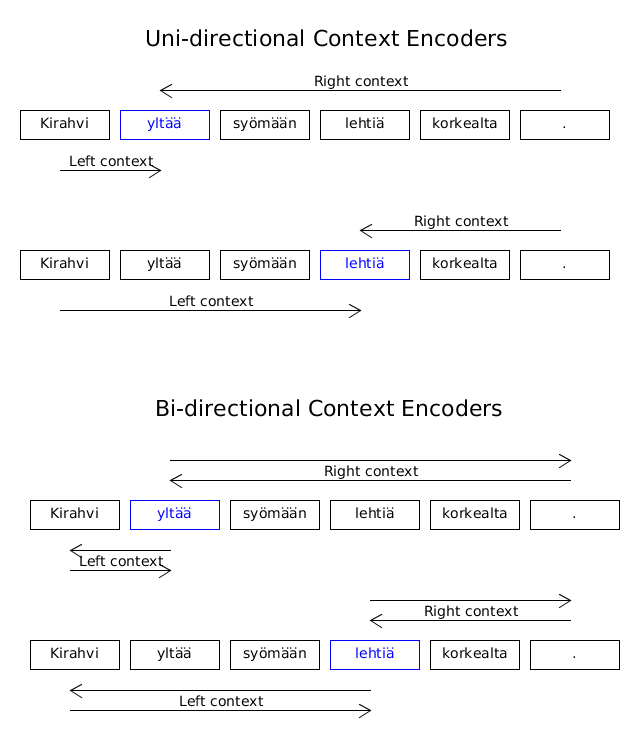 Uni-directional Context Encoders
Right context
Kirahvi yltää syömään lehtiä korkealta .
Left context
Right context
Kirahvi yltää syömään lehtiä korkealta .
Left context
Bi-directional Context Encoders
Right context
Kirahvi yltää syömään lehtiä korkealta .
Left context
Right context
Kirahvi yltää syömään lehtiä korkealta .
Left context